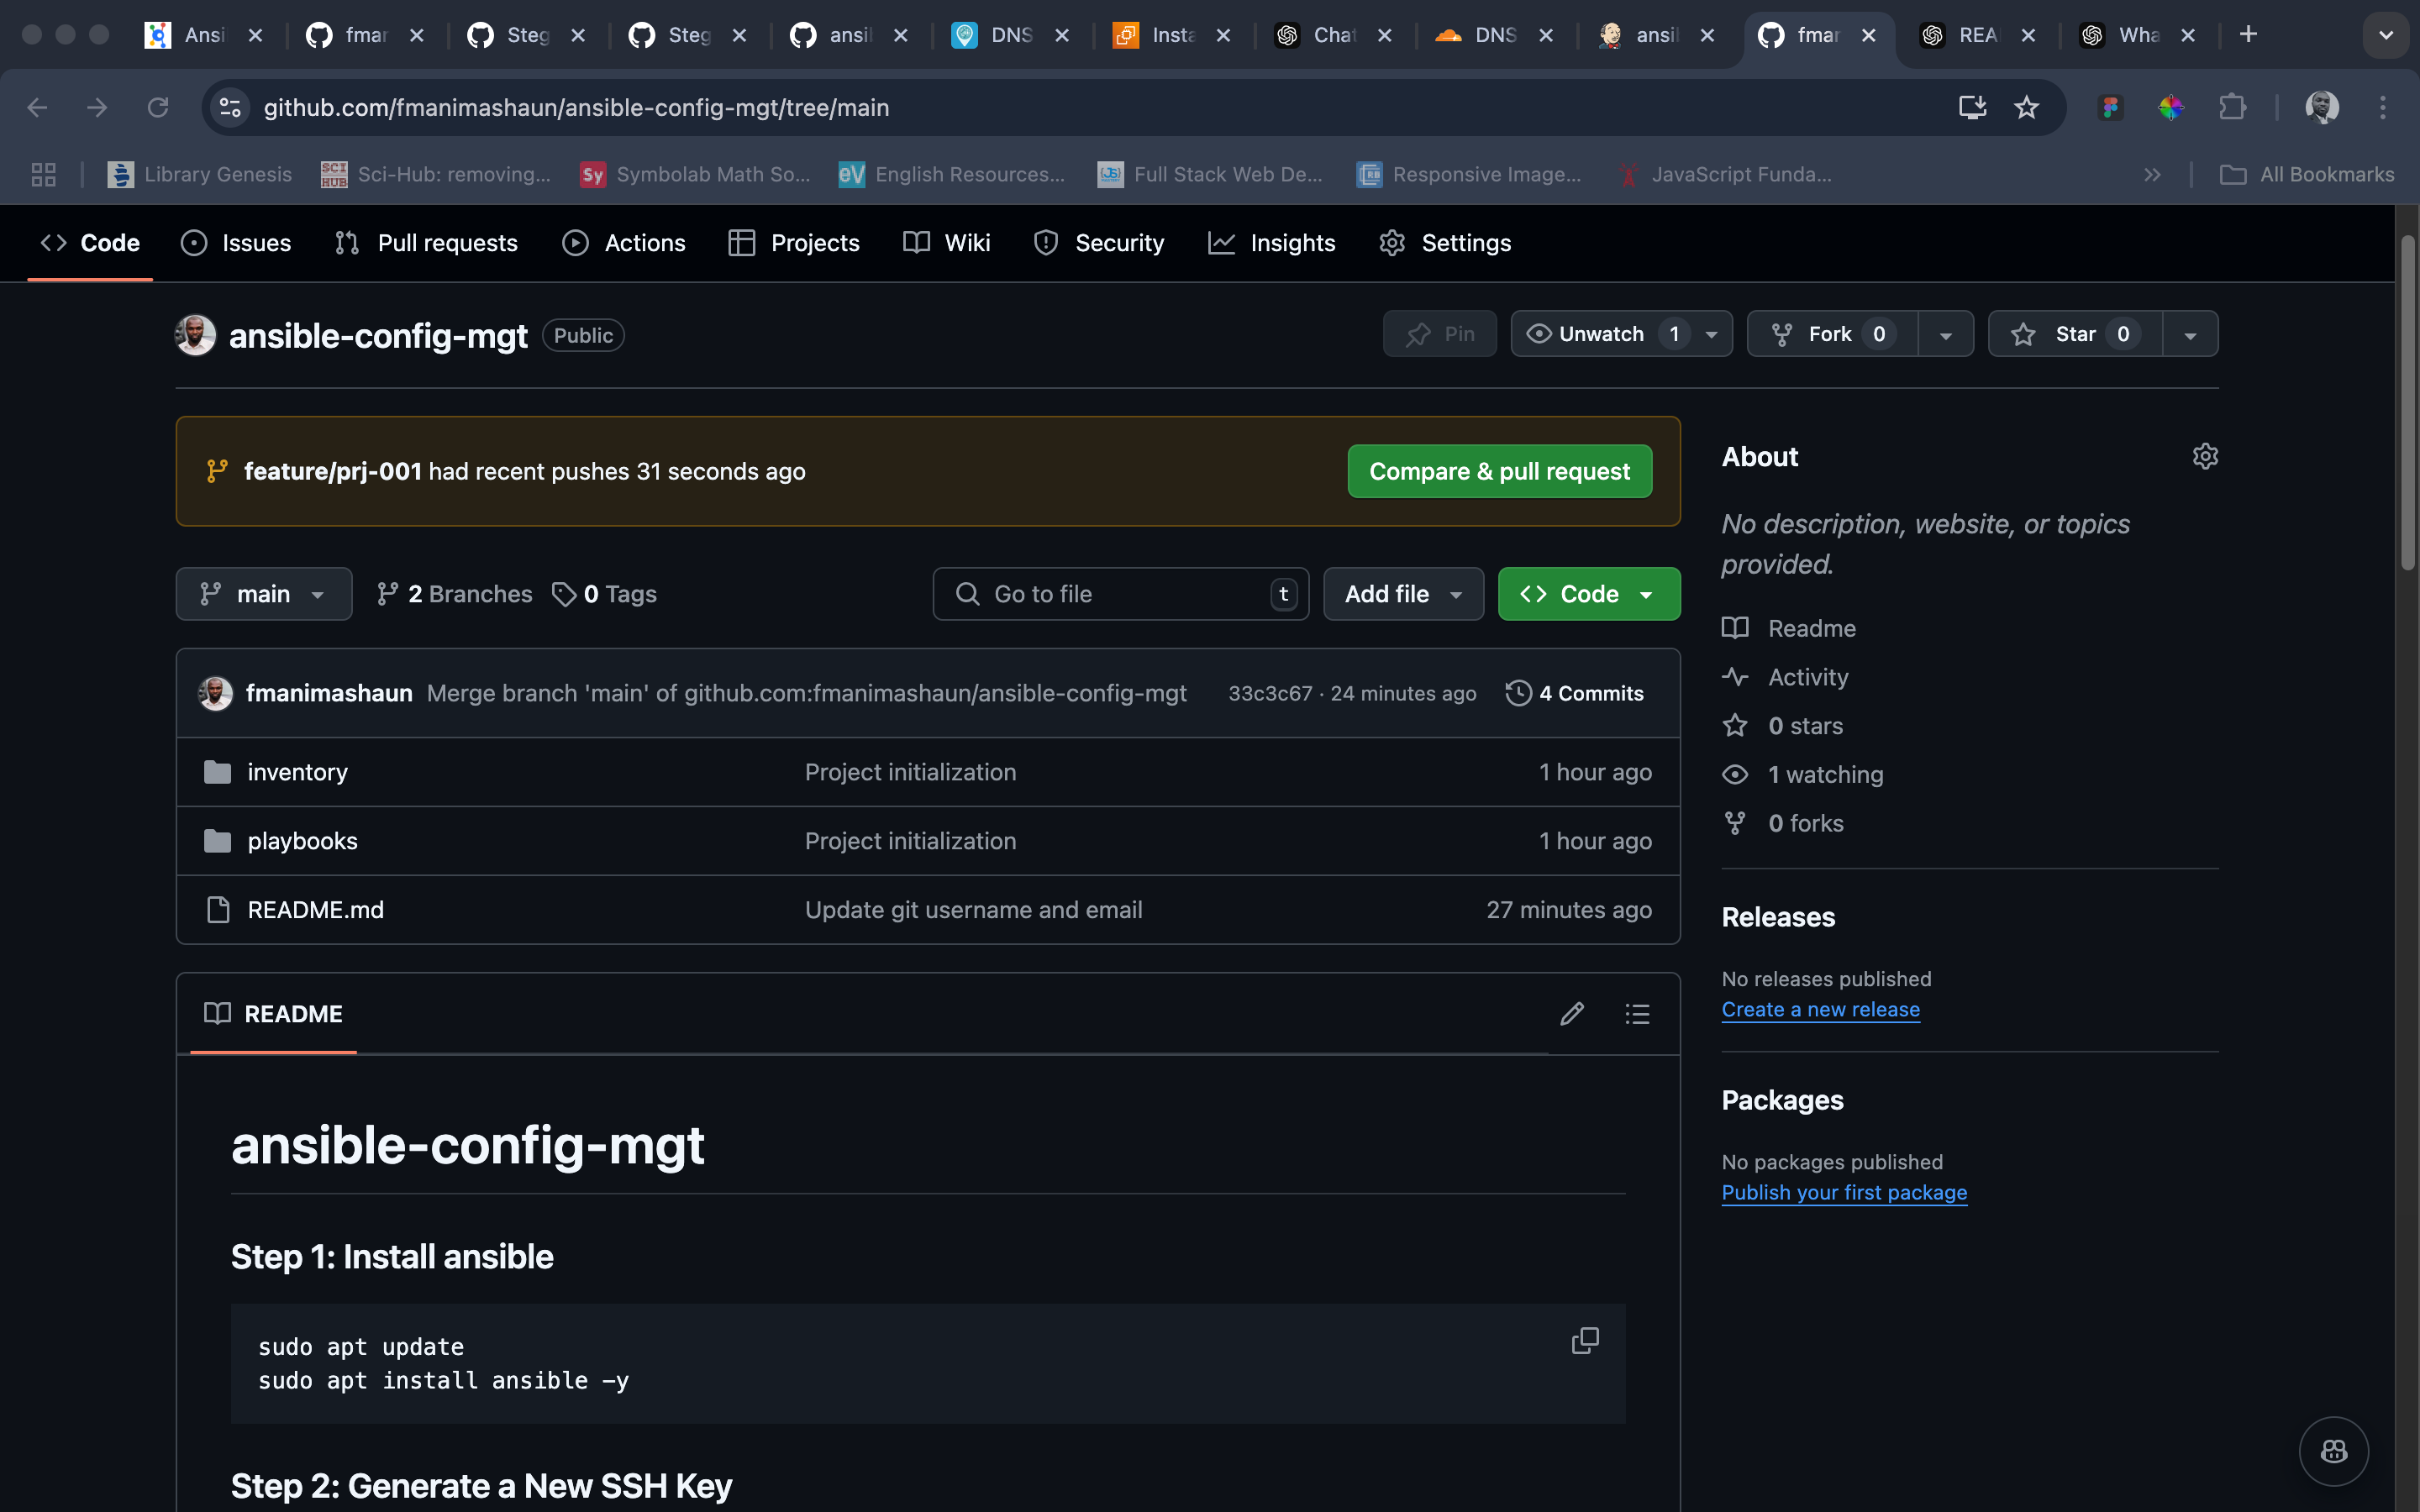 Ansi
fmar
Steg
Steg
ansil
DNS
Insta
Chat
DNS
ansil
fmar
REA
Wha
github.com/fmanimashaun/ansible-config-mgt/tree/main
Library Genesis
SCI HUB
Sci-Hub: removing...
Sy
Symbolab Math So...
eV
English Resources...
Full Stack Web De...
RB
Responsive Image...
JavaScript Funda...
All Bookmarks
Code
Issues
Pull requests
Actions
Projects
Wiki
Security
Insights
Settings
ansible-config-mgt
Public
Pin
Unwatch 1
Fork 0
Star 0
feature/prj-001 had recent pushes 31 seconds ago
Compare & pull request
main
2 Branches
0 Tags
Go to file
t
Add file
Code
fmanimashaun Merge branch 'main' of github.com:fmanimashaun/ansible-config-mgt
33c3c67 · 24 minutes ago
4 Commits
inventory
Project initialization
1 hour ago
playbooks
Project initialization
1 hour ago
README.md
Update git username and email
27 minutes ago
README
ansible-config-mgt
Step 1: Install ansible
sudo apt update
sudo apt install ansible -y
Step 2: Generate a New SSH Key
About
No description, website, or topics
provided.
Readme
Activity
0 stars
1 watching
0 forks
Releases
No releases published
Create a new release
Packages
No packages published
Publish your first package